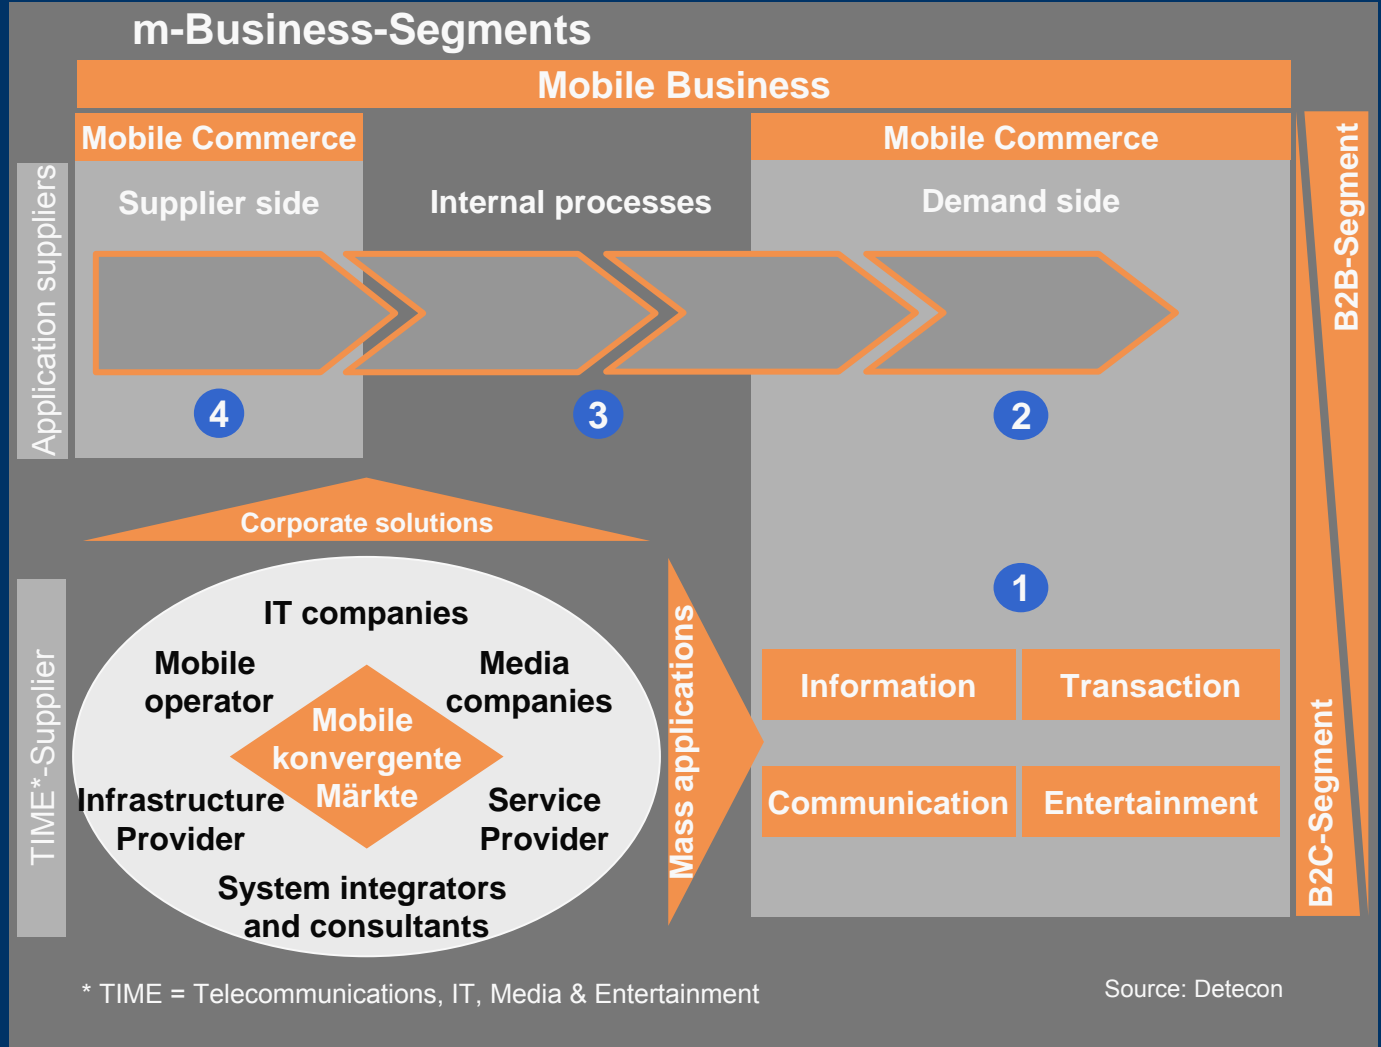 m-Business-Segments
Mobile Business
Mobile Commerce
Mobile Commerce
Application suppliers
Supplier side
Internal processes
Demand side
B2B-Segment
4
3
2
Corporate solutions
1
TIME*-Supplier
IT companies
Mobile
operator
Media
companies
Mobile
konvergente
Märkte
Infrastructure
Provider
Service
Provider
System integrators
and consultants
Mass applications
Information
Transaction
Communication
Entertainment
B2C-Segment
* TIME = Telecommunications, IT, Media & Entertainment
Source: Detecon